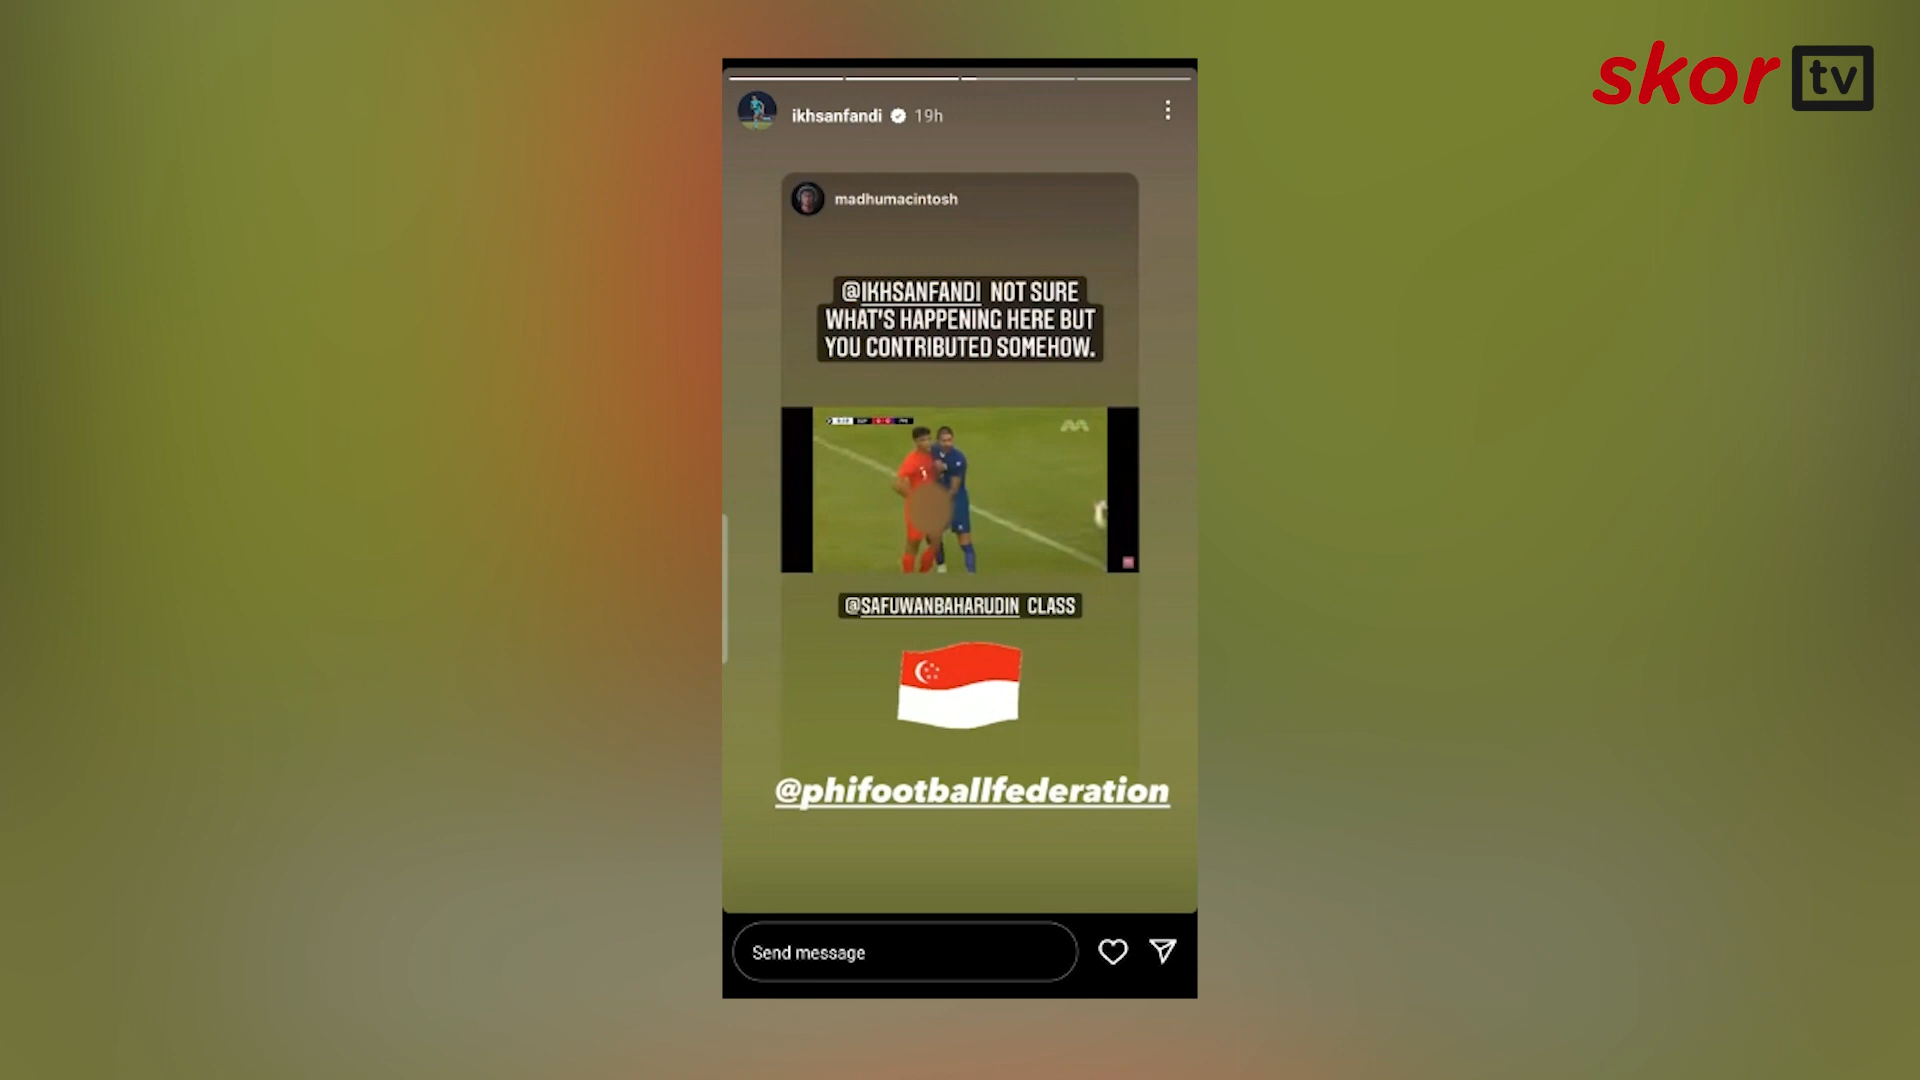 skor tv
ikhsanfandi 19h
madhumacintosh
@IKHSANFANDI NOT SURE
WHAT'S HAPPENING HERE BUT
YOU CONTRIBUTED SOMEHOW.
@SAFUWANBAHARUDIN CLASS
@phifootballfederation
Send message